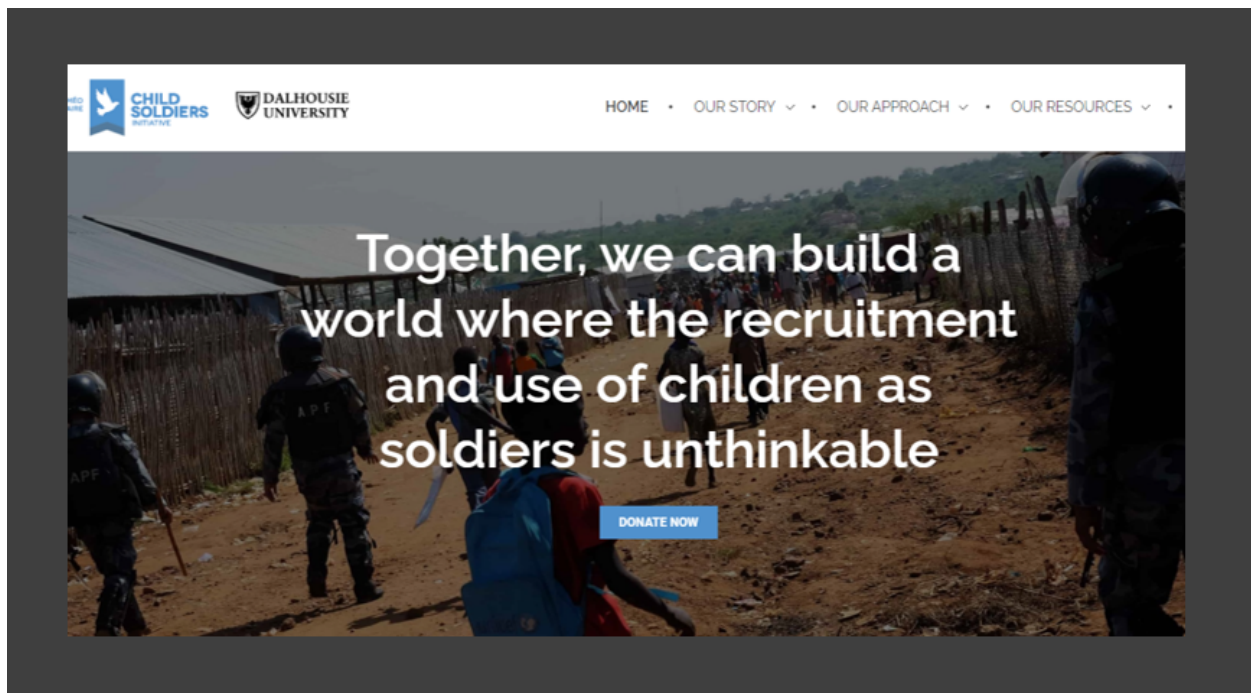 CHILD
SOLDIERS
INITIATIVE
DALHOUSIE
UNIVERSITY
HOME • OUR STORY • OUR APPROACH • OUR RESOURCES •
Together, we can build a
world where the recruitment
and use of children as
soldiers is unthinkable
DONATE NOW
APF
APF